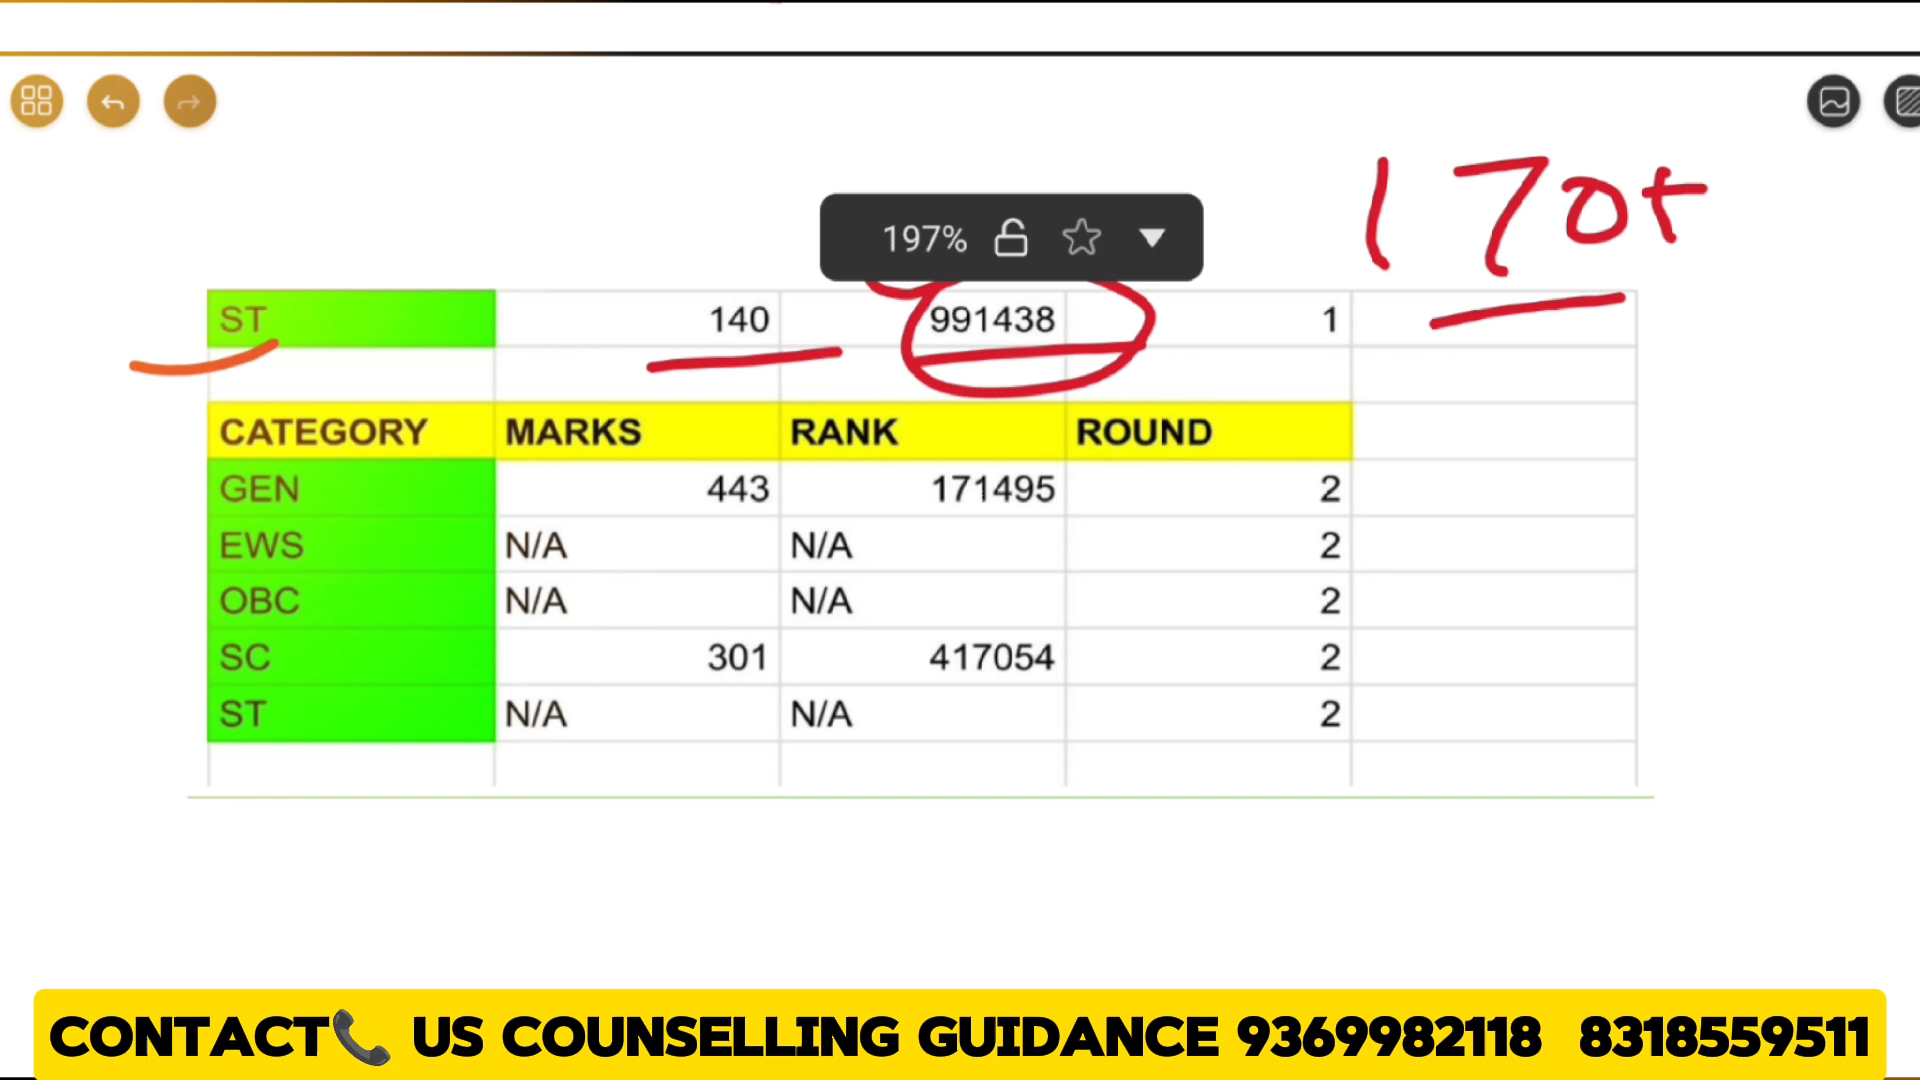 170+
197%
ST 140 991438 1
CATEGORY MARKS RANK ROUND
GEN 443 171495 2
EWS N/A N/A 2
OBC N/A N/A 2
SC 301 417054 2
ST N/A N/A 2
CONTACT📞 US COUNSELLING GUIDANCE 9369982118 8318559511